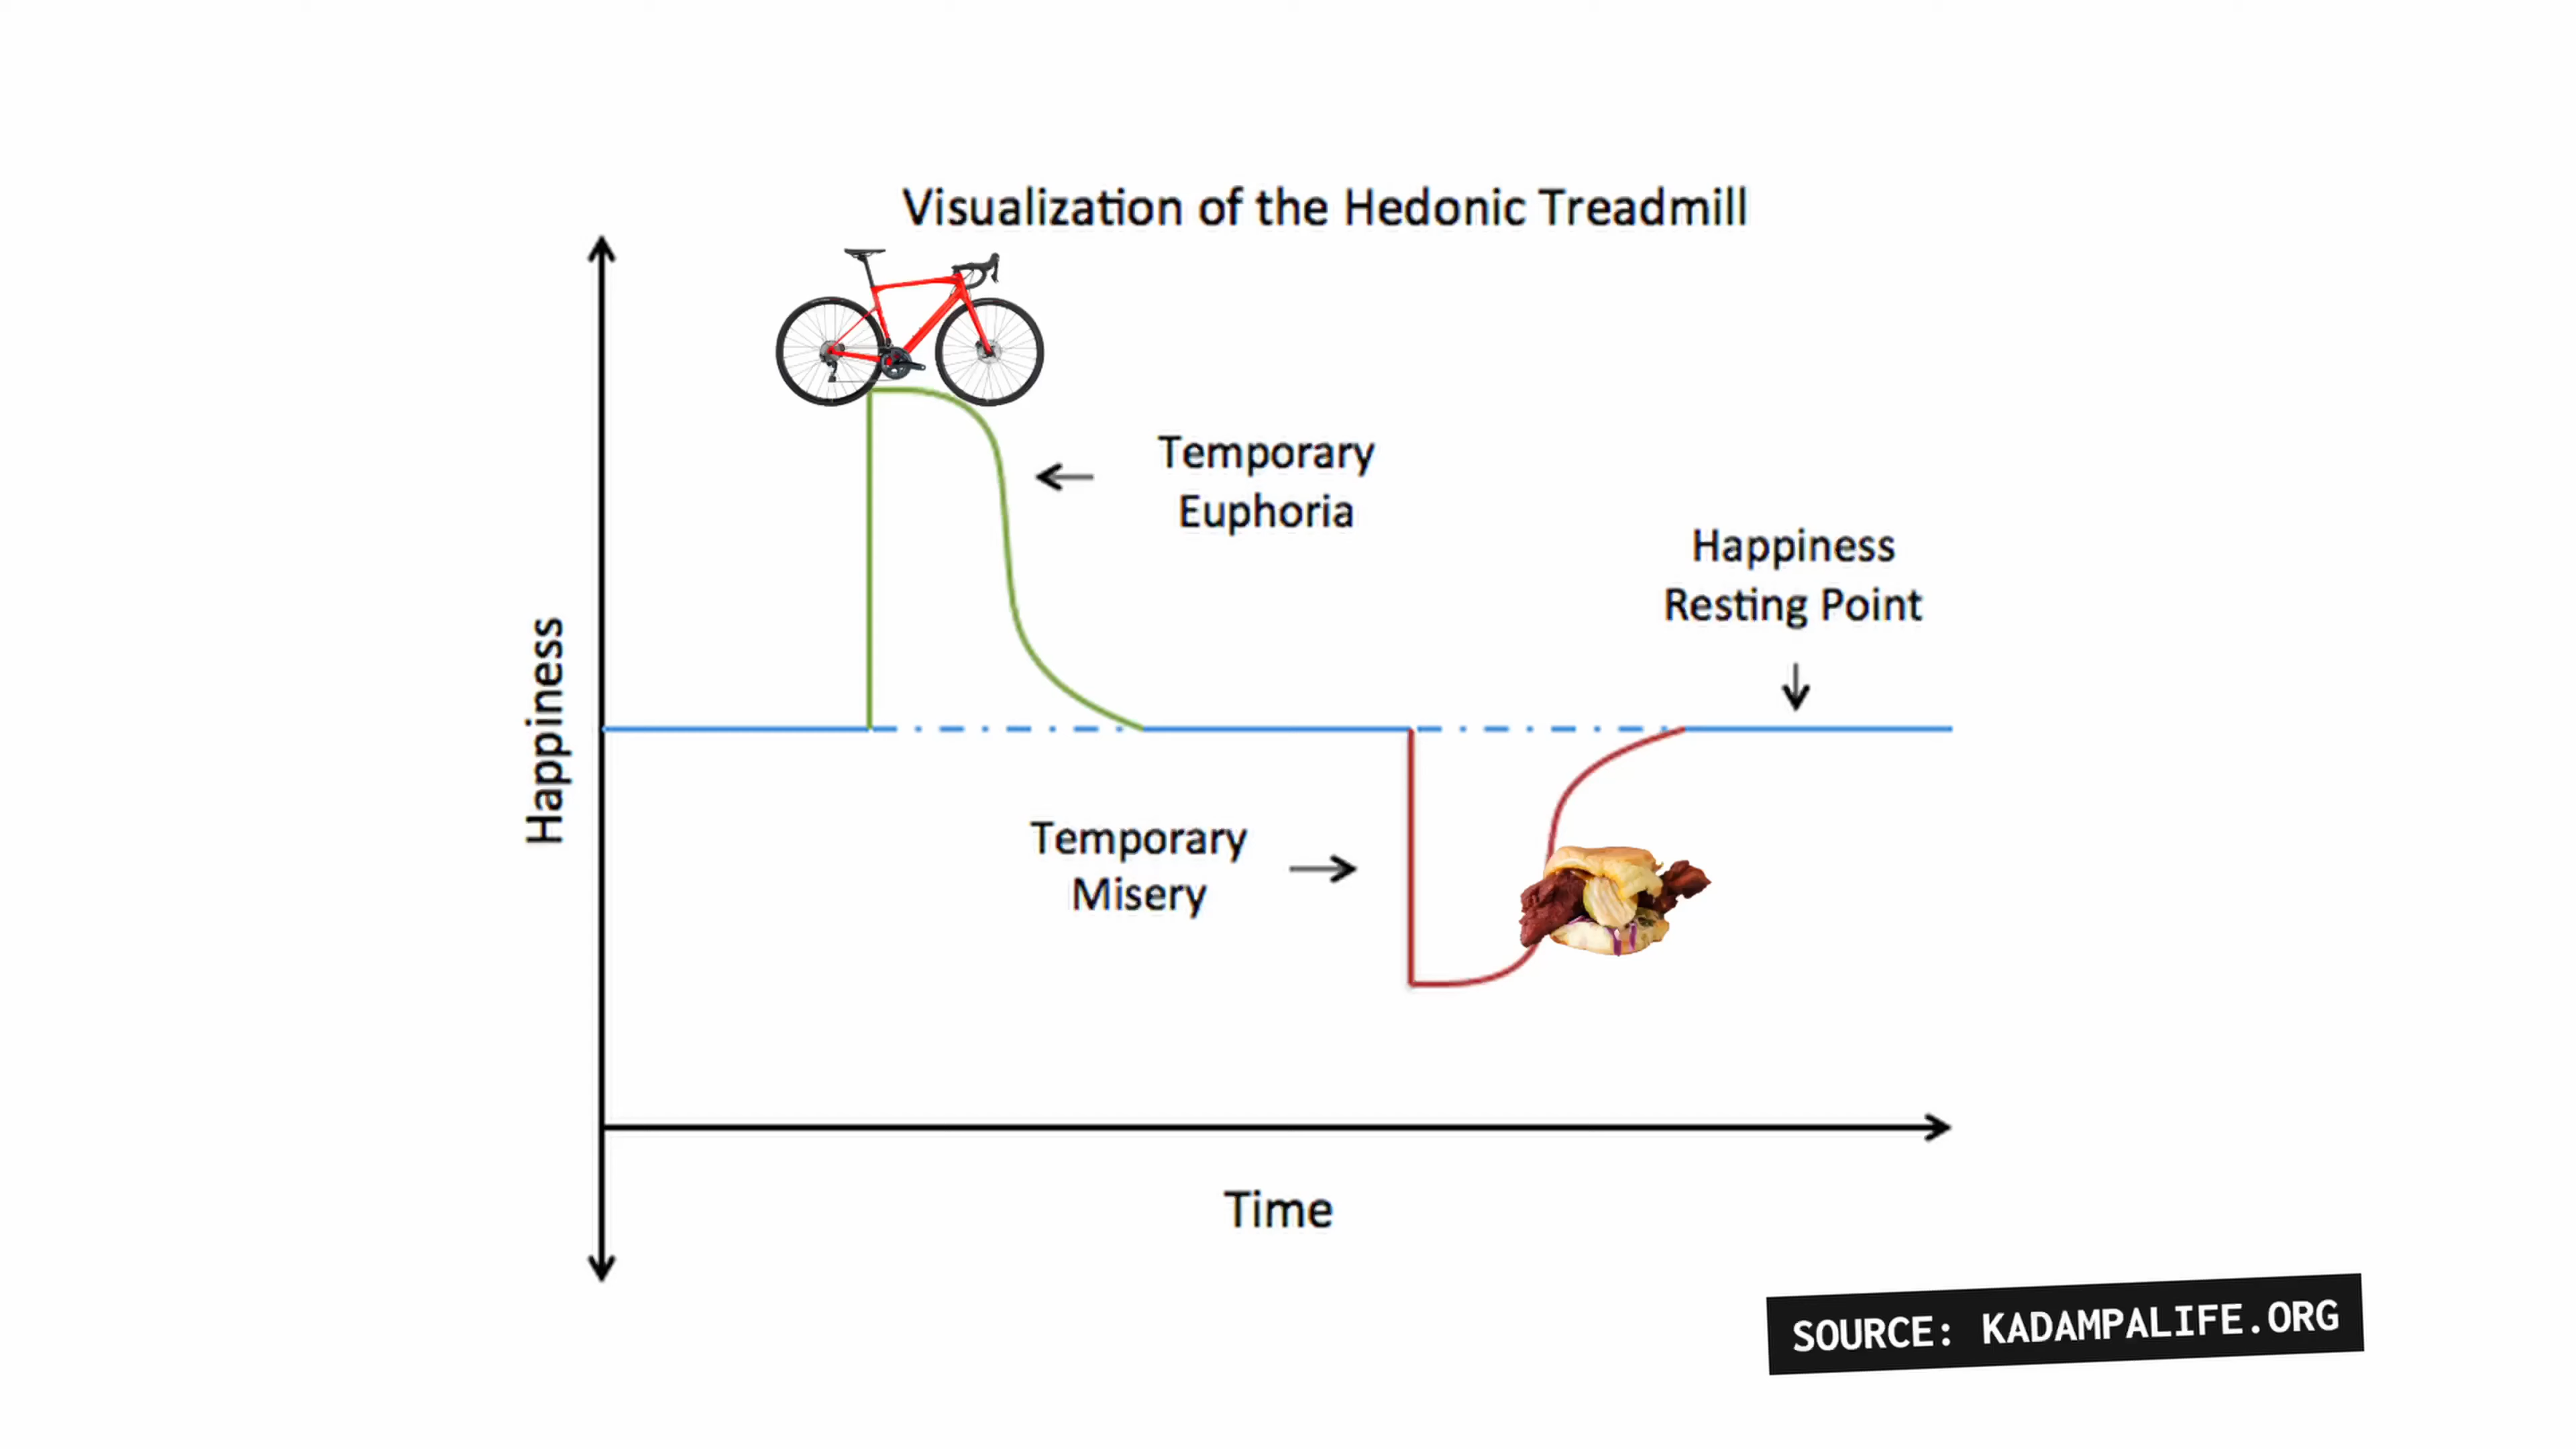 Visualization of the Hedonic Treadmill
Temporary
Euphoria
Happiness
Resting Point
Happiness
Temporary
Misery
Time
SOURCE: KADAMPALIFE.ORG